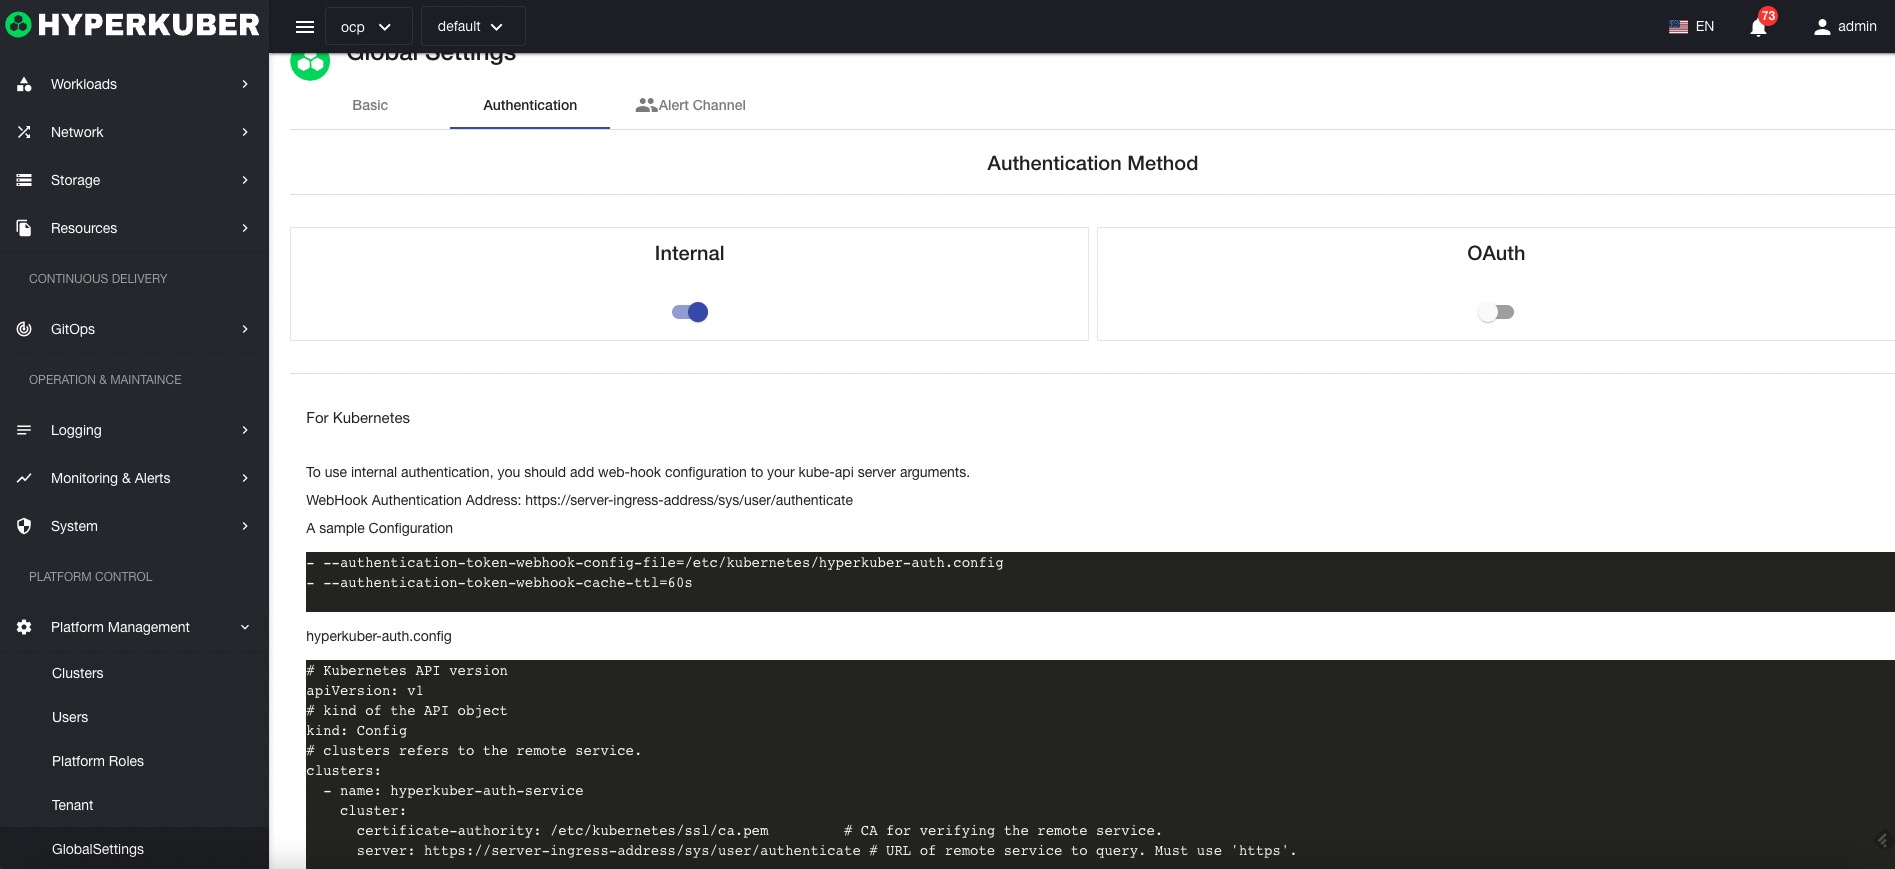 HYPERKUBER
ocp
default
EN
73
admin
Workloads
Network
Storage
Resources
CONTINUOUS DELIVERY
GitOps
OPERATION & MAINTAINCE
Logging
Monitoring & Alerts
System
PLATFORM CONTROL
Platform Management
Clusters
Users
Platform Roles
Tenant
GlobalSettings
Global Settings
Basic
Authentication
Alert Channel
Authentication Method
Internal
OAuth
For Kubernetes
To use internal authentication, you should add web-hook configuration to your kube-api server arguments.
WebHook Authentication Address: https://server-ingress-address/sys/user/authenticate
A sample Configuration
- --authentication-token-webhook-config-file=/etc/kubernetes/hyperkuber-auth.config
- --authentication-token-webhook-cache-ttl=60s
hyperkuber-auth.config
# Kubernetes API version
apiVersion: v1
# kind of the API object
kind: Config
# clusters refers to the remote service.
clusters:
  - name: hyperkuber-auth-service
    cluster:
      certificate-authority: /etc/kubernetes/ssl/ca.pem         # CA for verifying the remote service.
      server: https://server-ingress-address/sys/user/authenticate # URL of remote service to query. Must use 'https'.